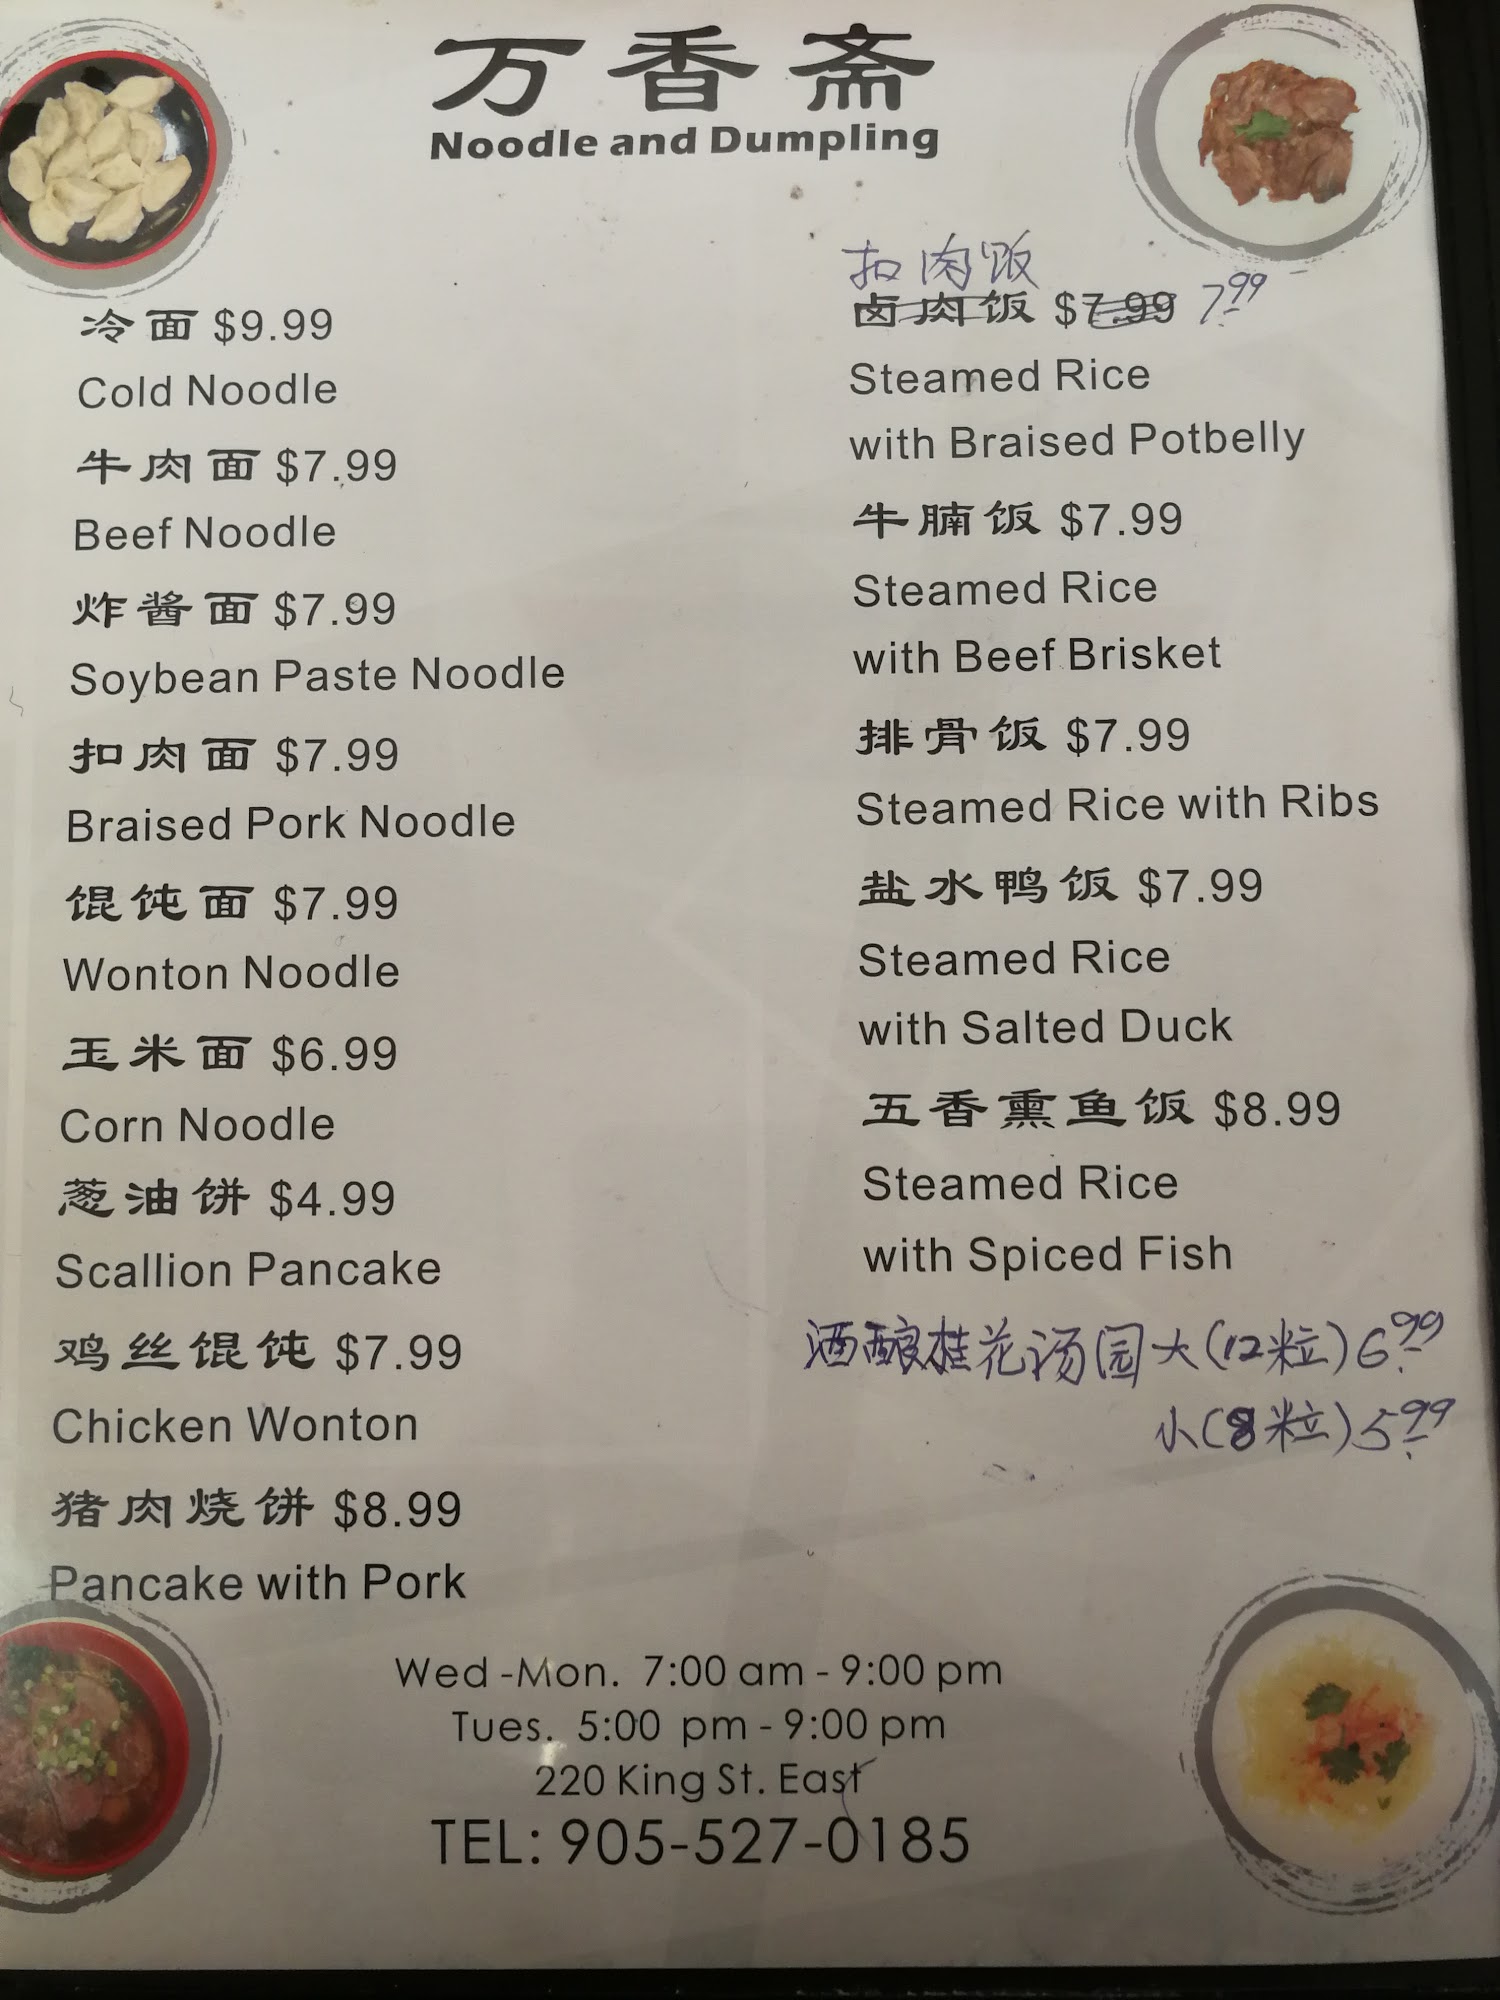 万香斋
Noodle and Dumpling
冷面 $9.99
Cold Noodle
牛肉面 $7.99
Beef Noodle
炸酱面 $7.99
Soybean Paste Noodle
扣肉面 $7.99
Braised Pork Noodle
馄饨面 $7.99
Wonton Noodle
玉米面 $6.99
Corn Noodle
葱油饼 $4.99
Scallion Pancake
鸡丝馄饨 $7.99
Chicken Wonton
猪肉烧饼 $8.99
Pancake with Pork
扣肉饭
卤肉饭 $7.99 7.99
Steamed Rice
with Braised Potbelly
牛腩饭 $7.99
Steamed Rice
with Beef Brisket
排骨饭 $7.99
Steamed Rice with Ribs
盐水鸭饭 $7.99
Steamed Rice
with Salted Duck
五香熏鱼饭 $8.99
Steamed Rice
with Spiced Fish
酒酿桂花汤园大(12粒)6.99
小(8粒)5.99
Wed -Mon. 7:00 am - 9:00 pm
Tues. 5:00 pm - 9:00 pm
220 King St. East
TEL: 905-527-0185